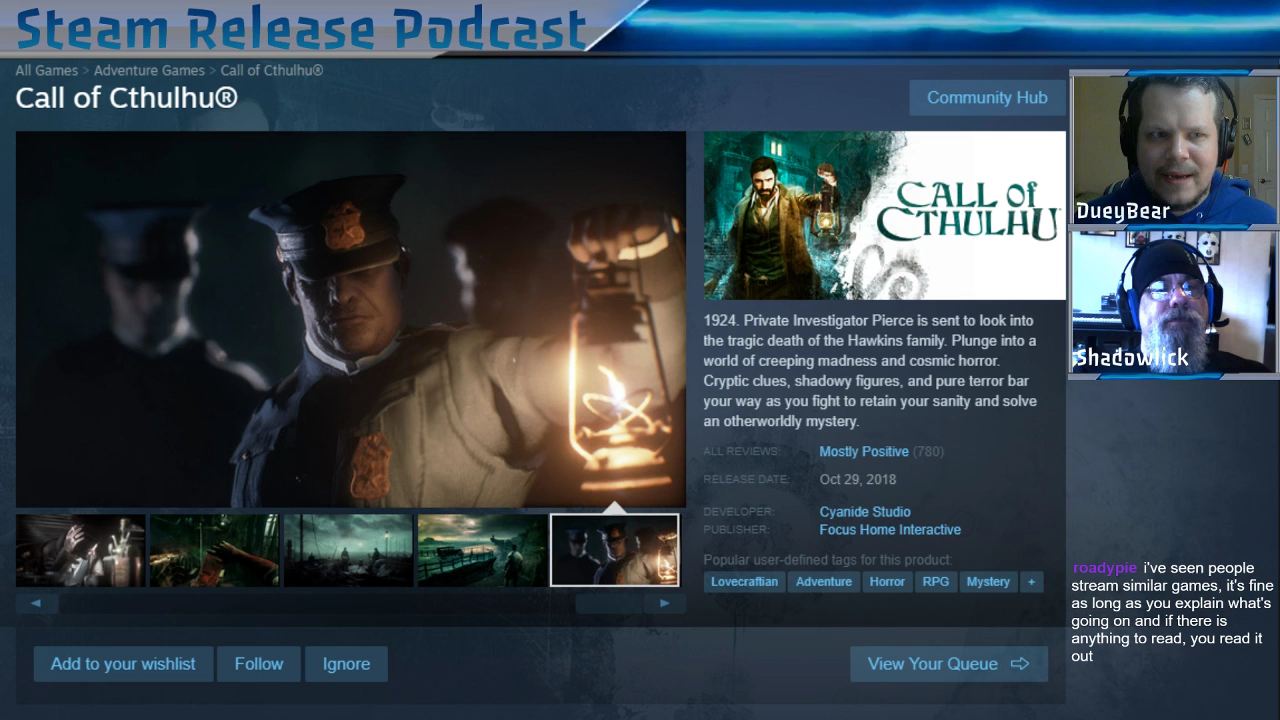 Steam Release Podcast
All Games > Adventure Games > Call of Cthulhu®
Call of Cthulhu®
Community Hub
CALL of
CTHULHU
1924. Private Investigator Pierce is sent to look into
the tragic death of the Hawkins family. Plunge into a
world of creeping madness and cosmic horror.
Cryptic clues, shadowy figures, and pure terror bar
your way as you fight to retain your sanity and solve
an otherworldly mystery.
ALL REVIEWS: Mostly Positive (780)
RELEASE DATE: Oct 29, 2018
DEVELOPER: Cyanide Studio
PUBLISHER: Focus Home Interactive
Popular user-defined tags for this product:
Lovecraftian Adventure Horror RPG Mystery +
Add to your wishlist Follow Ignore View Your Queue
DueyBear
Shadowlick
roadypie i've seen people
stream similar games, it's fine
as long as you explain what's
going on and if there is
anything to read, you read it
out